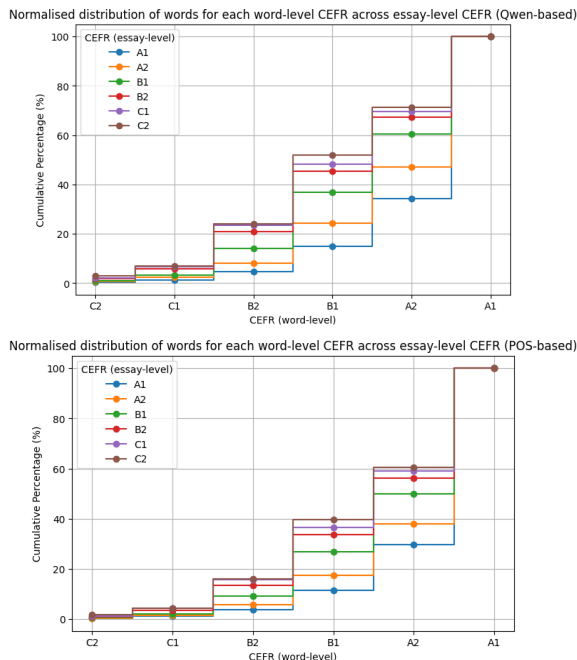 Normalised distribution of words for each word-level CEFR across essay-level CEFR (Qwen-based)
CEFR (essay-level)
A1
A2
B1
B2
C1
C2
100
80
60
40
20
0
Cumulative Percentage (%)
C2 C1 B2 B1 A2 A1
CEFR (word-level)
Normalised distribution of words for each word-level CEFR across essay-level CEFR (POS-based)
CEFR (essay-level)
A1
A2
B1
B2
C1
C2
100
80
60
40
20
0
Cumulative Percentage (%)
C2 C1 B2 B1 A2 A1
CEFR (word-level)